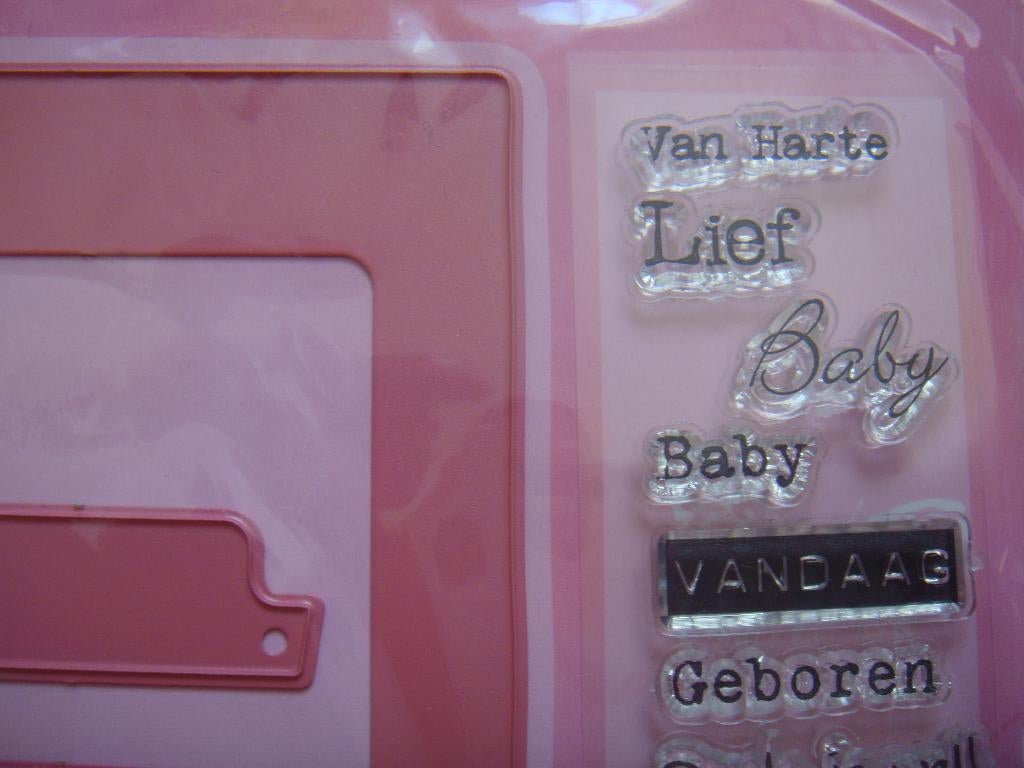 Van Harte
Lief
Baby
Baby
VANDAAG
Geboren